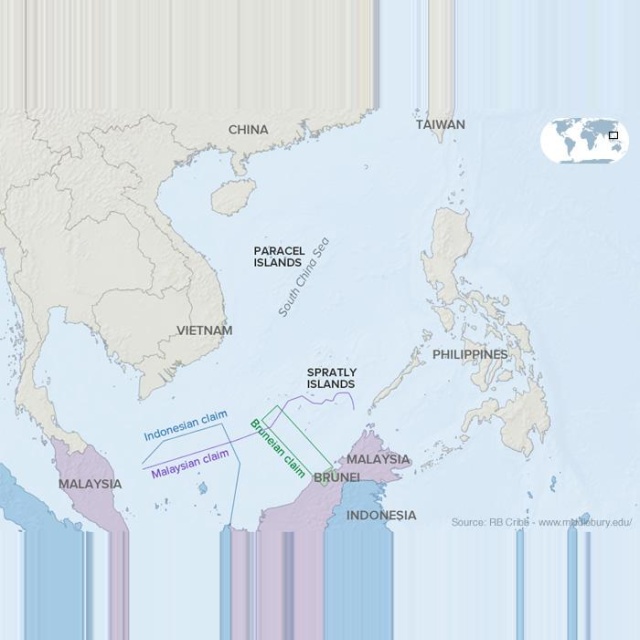 CHINA
TAIWAN
PARACEL
ISLANDS
South China Sea
VIETNAM
PHILIPPINES
SPRATLY
ISLANDS
Indonesian claim
Malaysian claim
Bruneian claim
MALAYSIA
BRUNEI
MALAYSIA
INDONESIA
Source: RB Cribe - www.middlebury.edu/